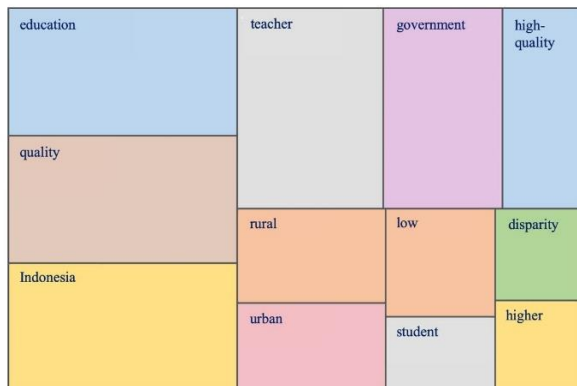 education
teacher
government
high-
quality
quality
Indonesia
rural
low
disparity
urban
student
higher